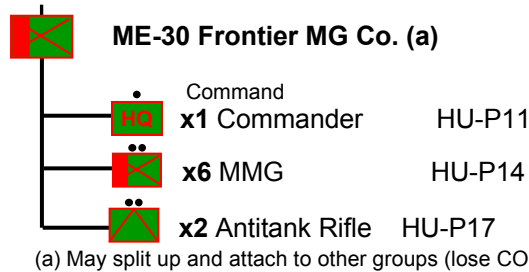 ME-30 Frontier MG Co. (a)
Command
HQ x1 Commander HU-P11
x6 MMG HU-P14
x2 Antitank Rifle HU-P17
(a) May split up and attach to other groups (lose CO